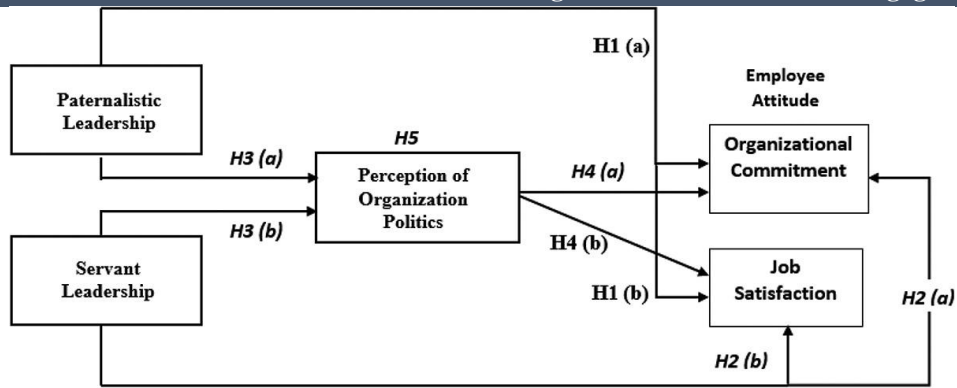 H1 (a)
Employee
Attitude
Paternalistic
Leadership
H5
Organizational
Commitment
H3 (a)
H4 (a)
Perception of
Organization
Politics
H3 (b)
H4 (b)
Servant
Leadership
Job
Satisfaction
H1 (b)
H2 (a)
H2 (b)